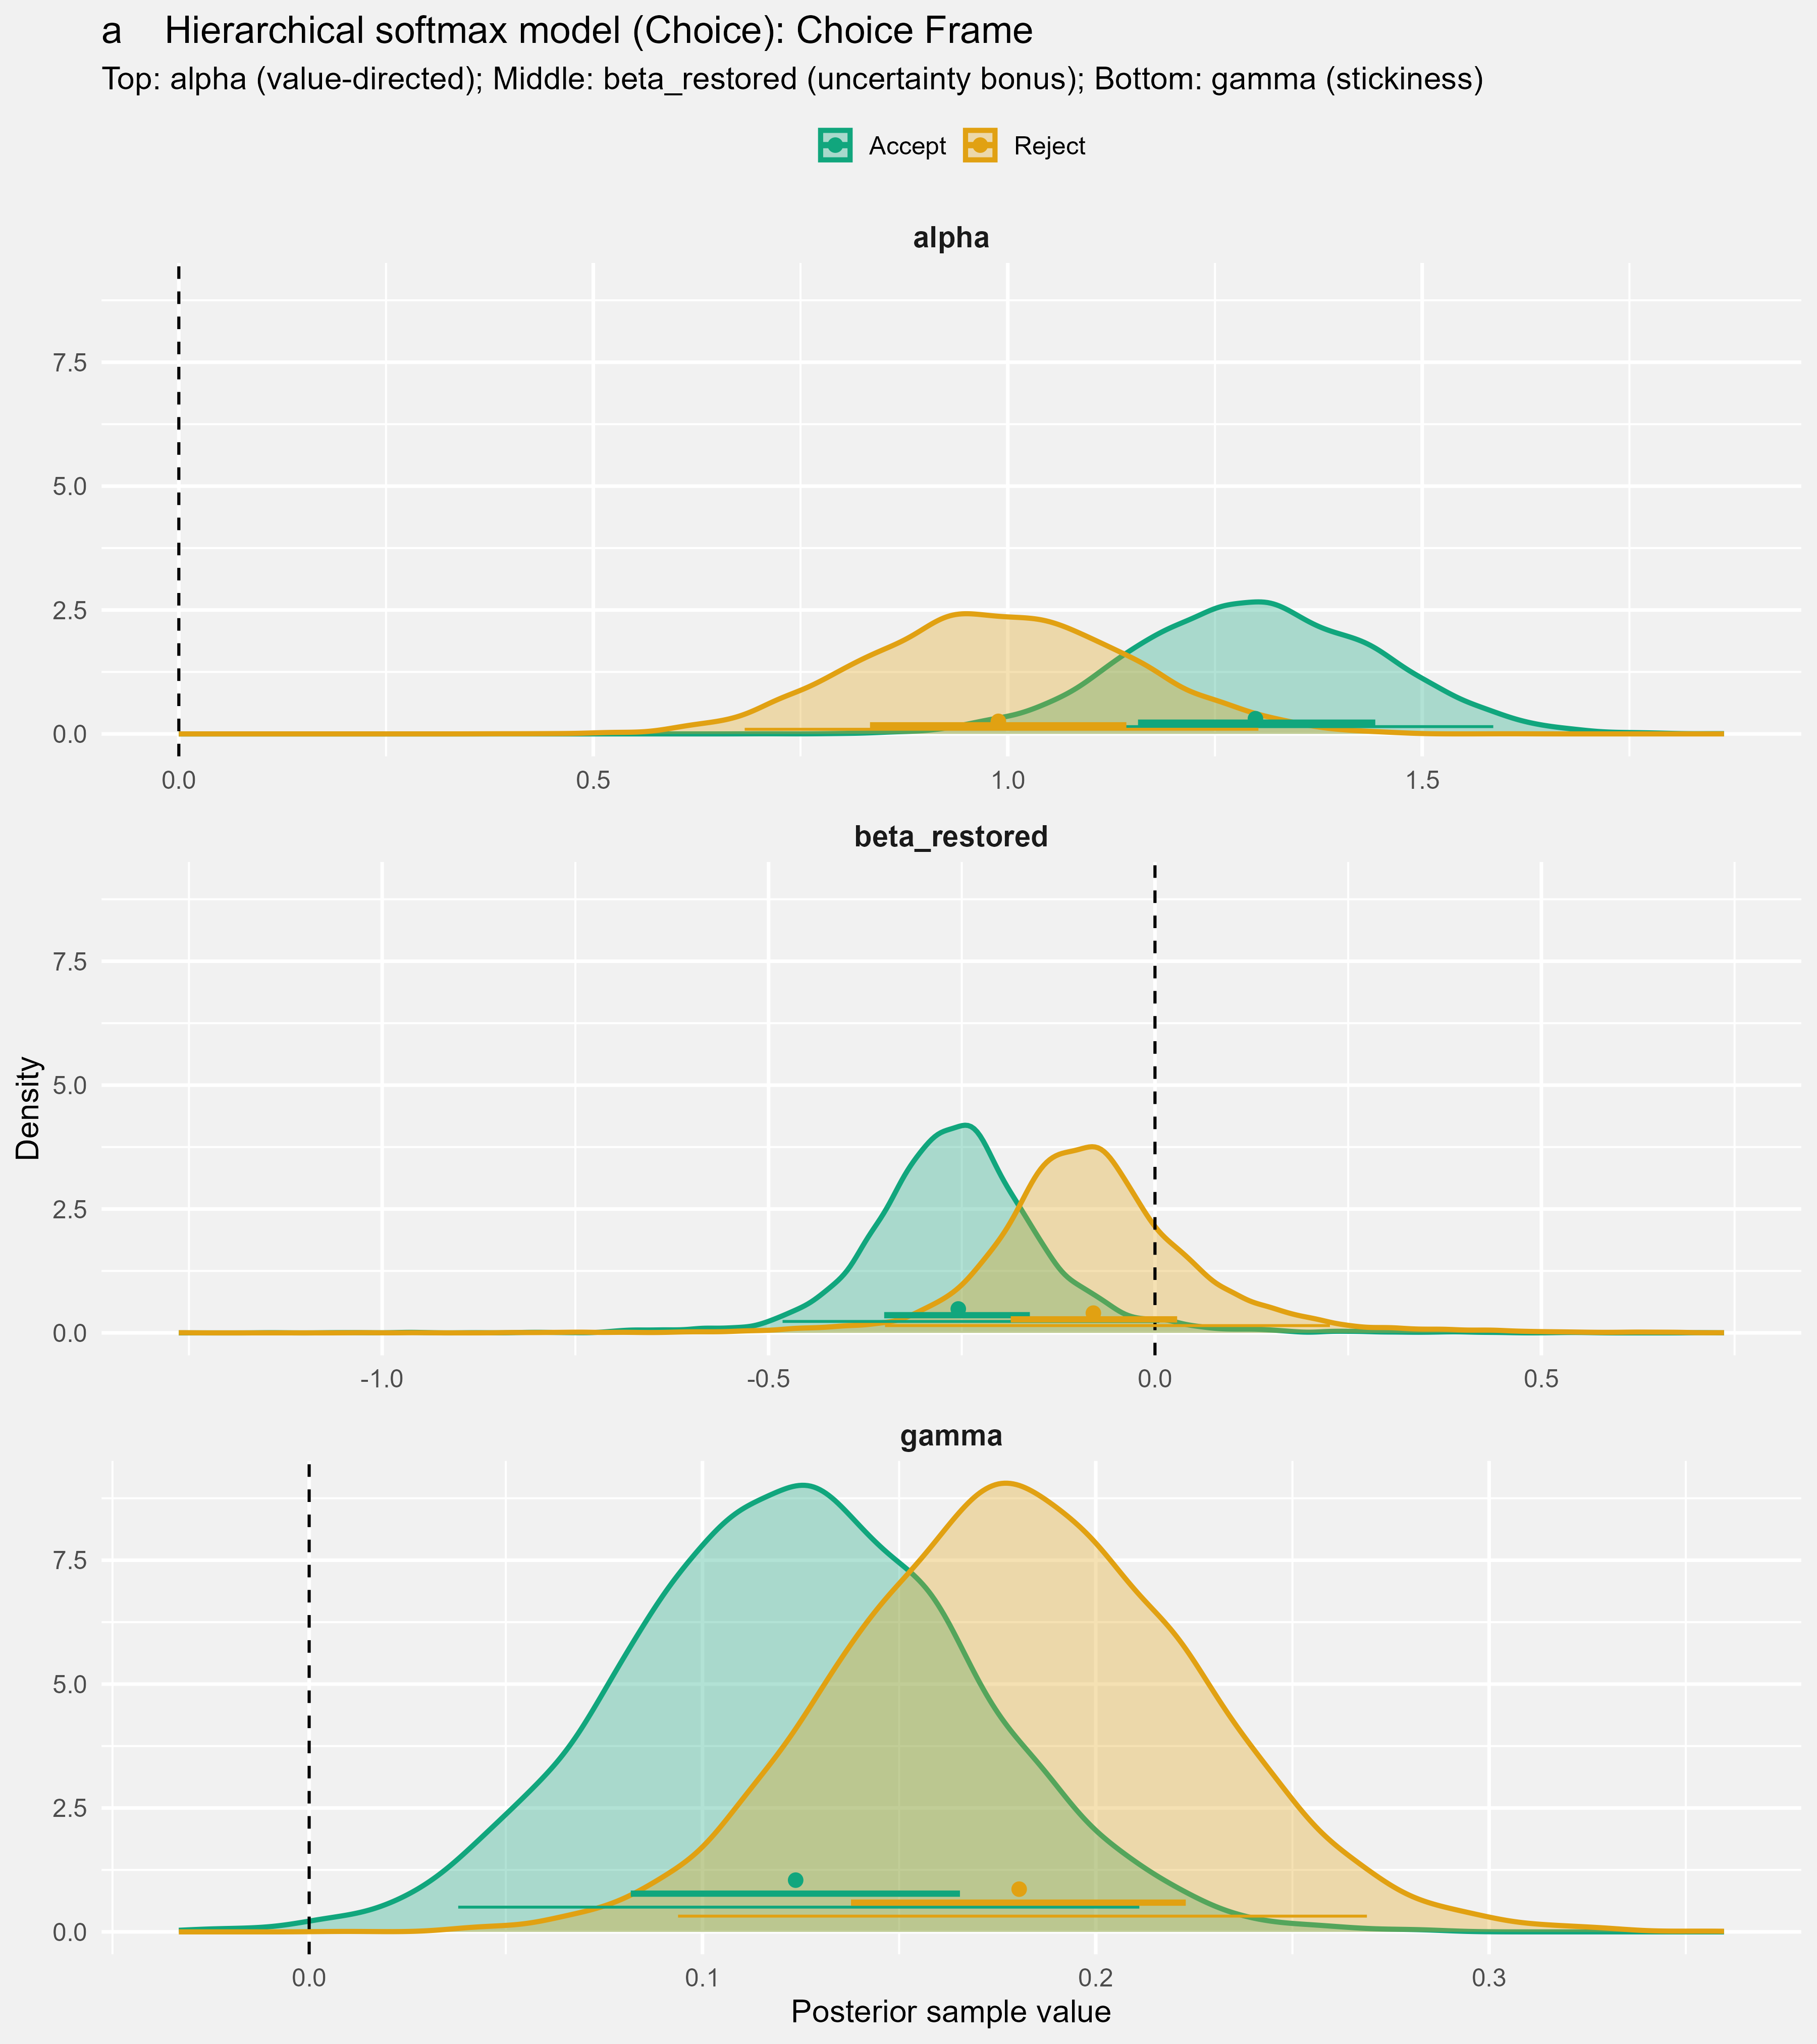 a Hierarchical softmax model (Choice): Choice Frame
Top: alpha (value-directed); Middle: beta_restored (uncertainty bonus); Bottom: gamma (stickiness)
Accept Reject
alpha
7.5
5.0
2.5
0.0
0.0 0.5 1.0 1.5
beta_restored
Density
7.5
5.0
2.5
0.0
-1.0 -0.5 0.0 0.5
gamma
7.5
5.0
2.5
0.0
0.0 0.1 0.2 0.3
Posterior sample value